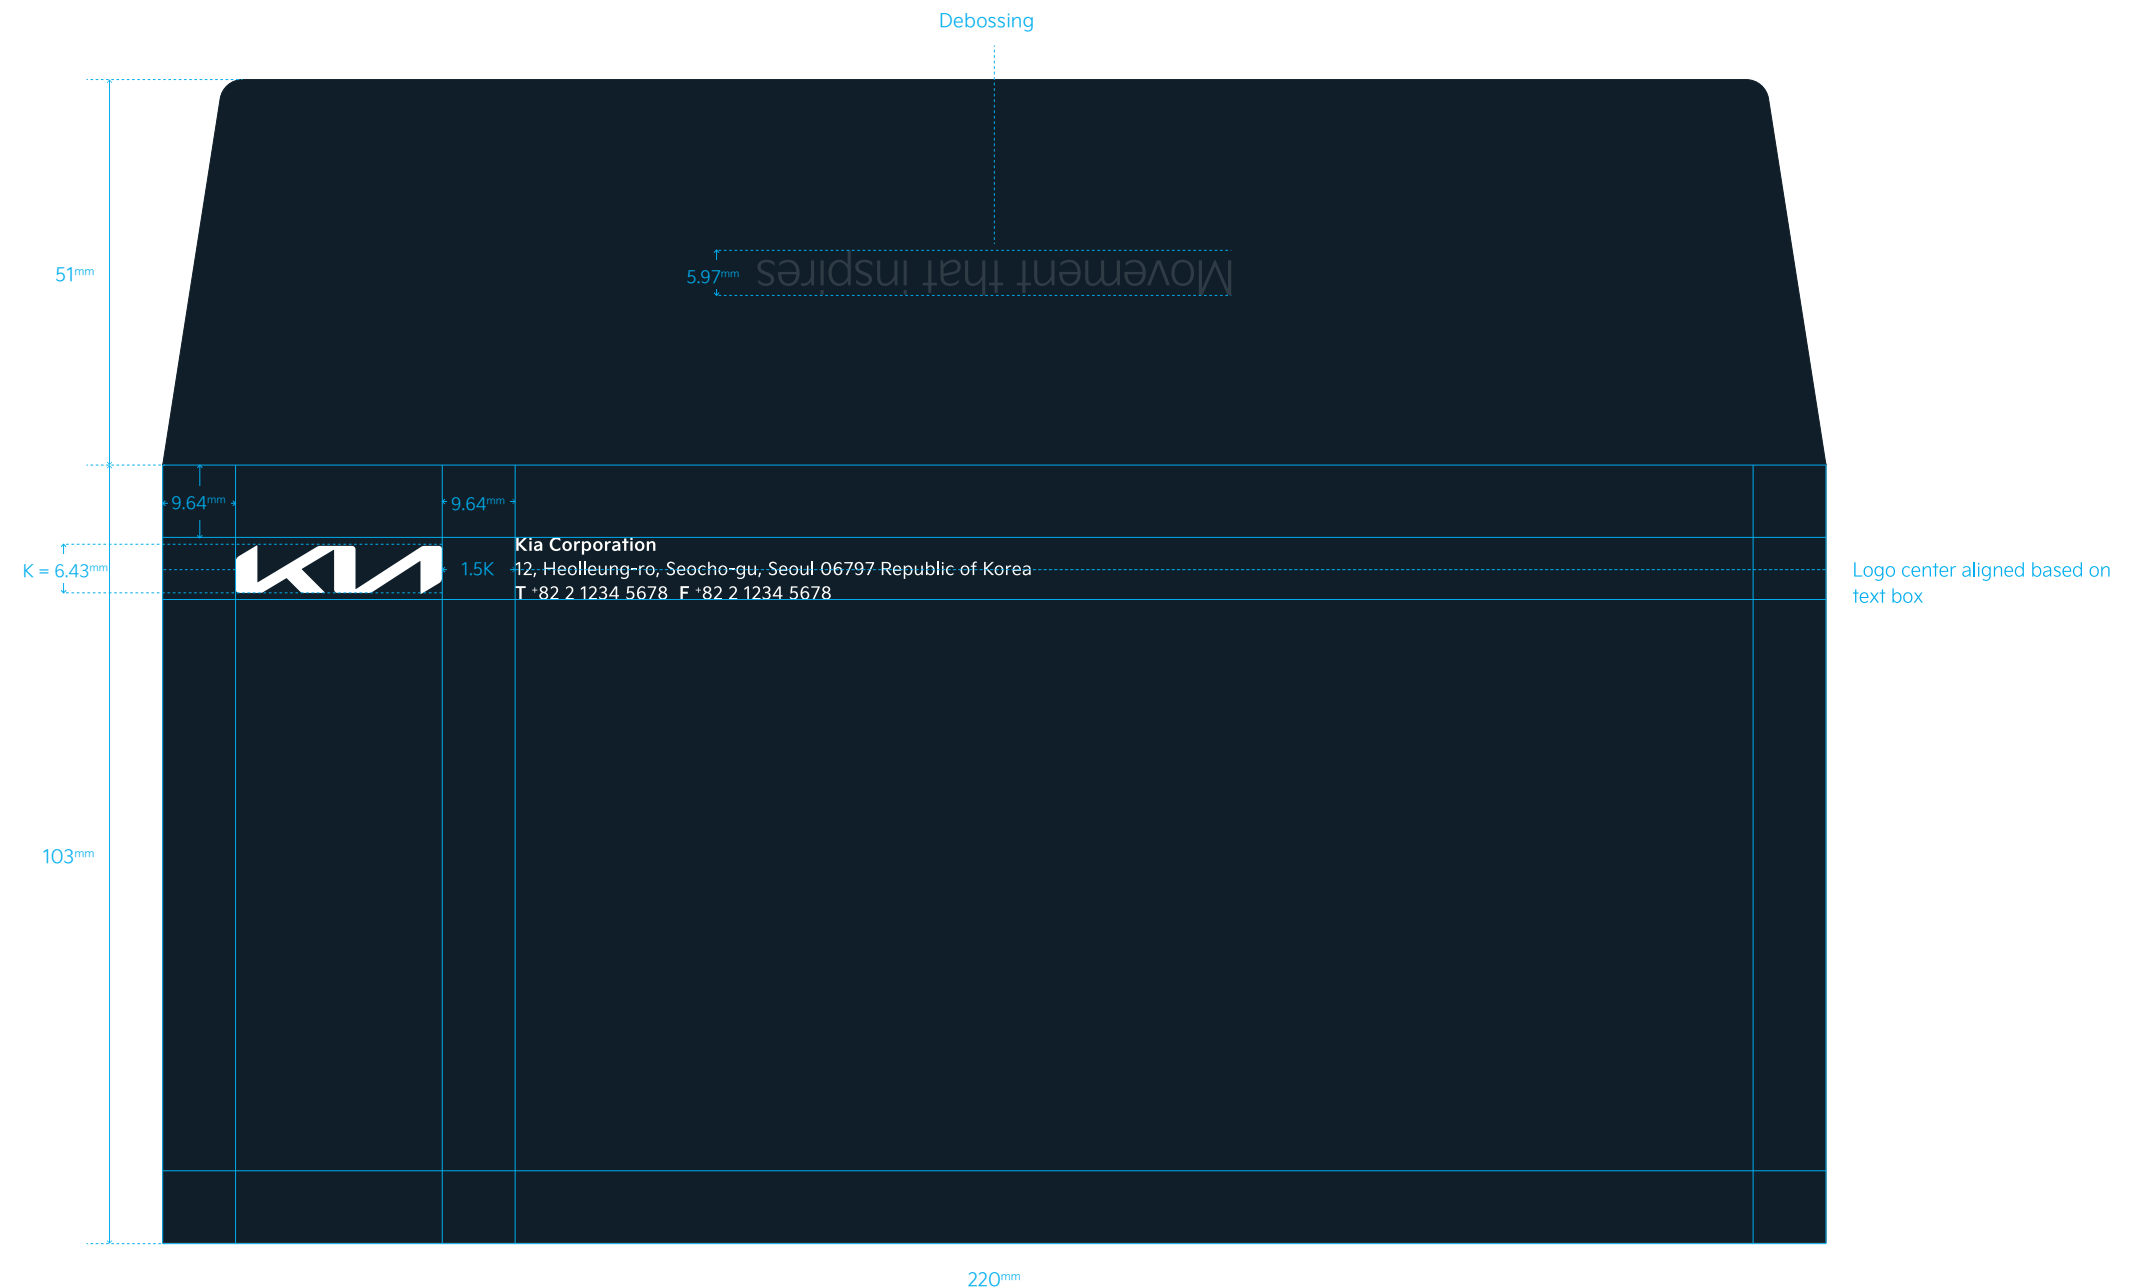 Debossing
51mm
5.97mm
Movement that inspires
9.64mm
9.64mm
K = 6.43mm
KIA
1.5K
Kia Corporation
12, Heolleung-ro, Seocho-gu, Seoul 06797 Republic of Korea
T +82 2 1234 5678 F +82 2 1234 5678
Logo center aligned based on
text box
103mm
220mm